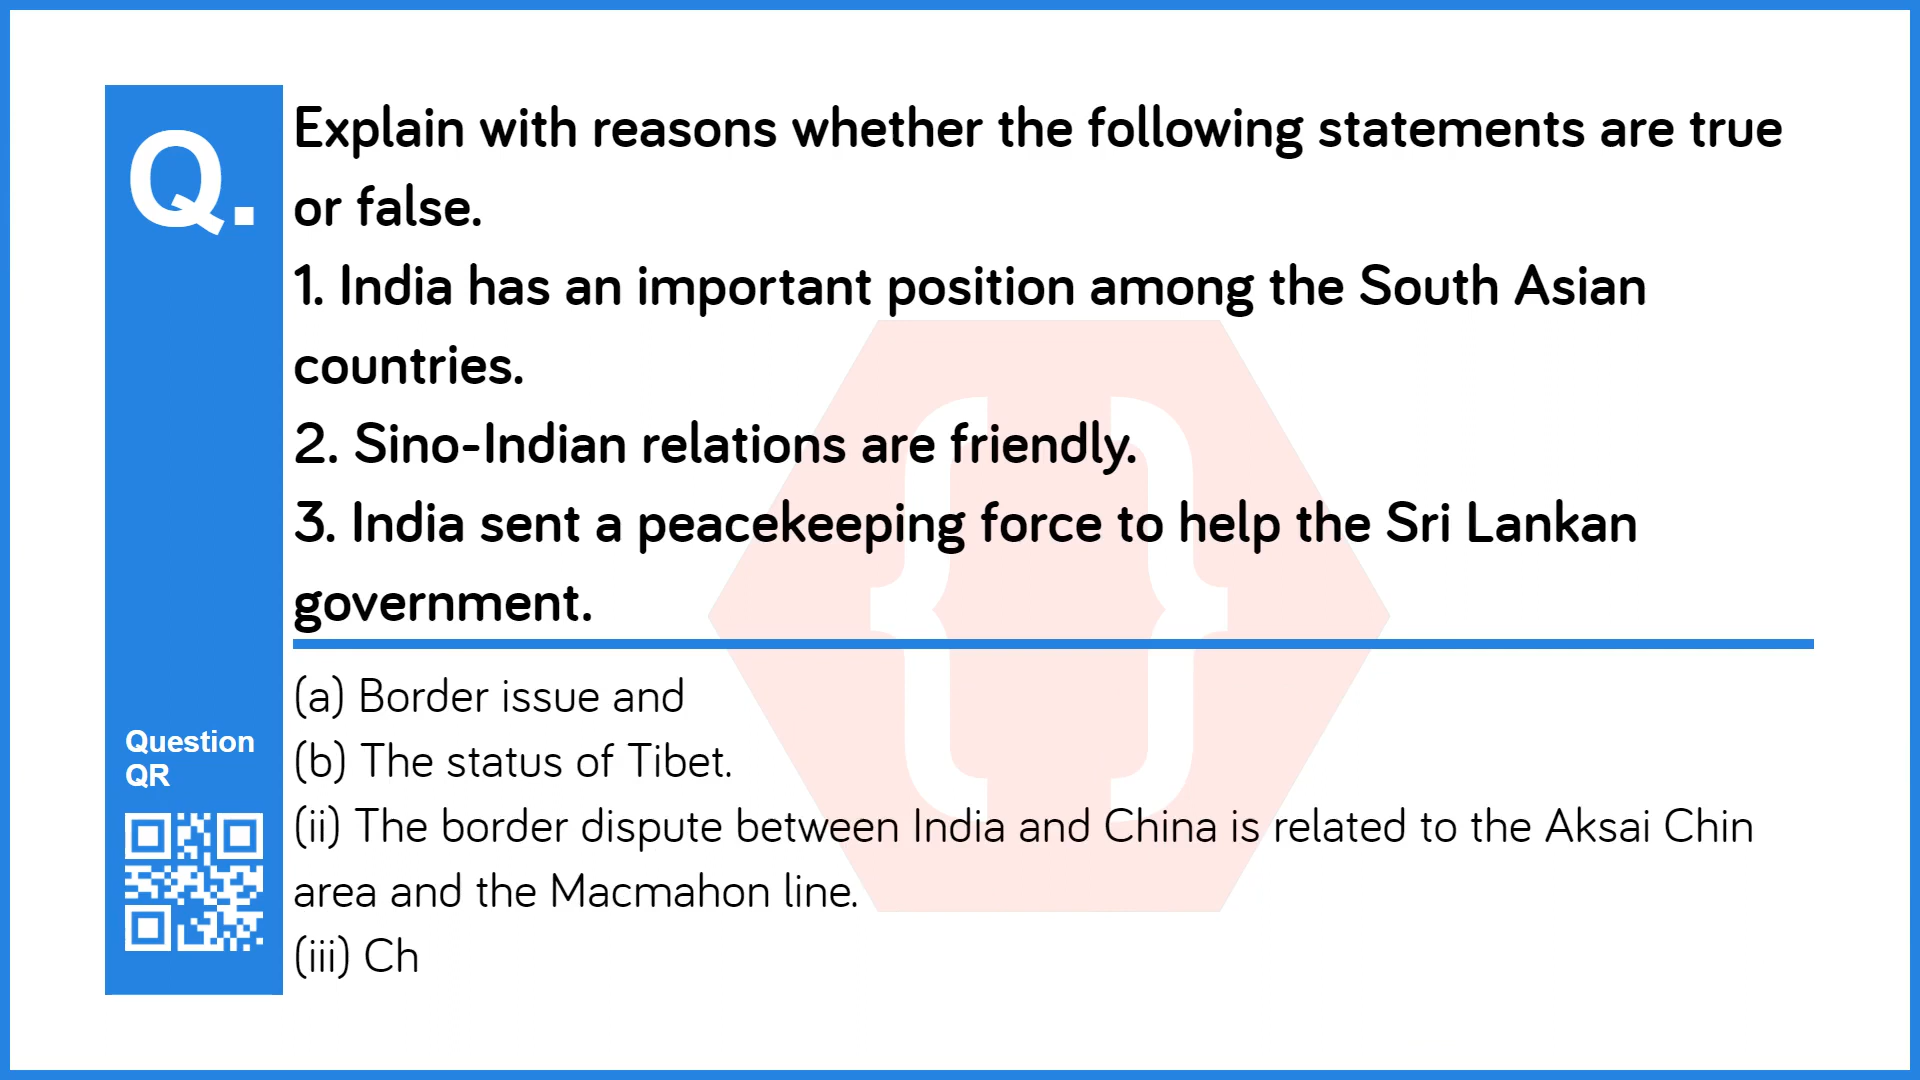 Q.
Explain with reasons whether the following statements are true
or false.
1. India has an important position among the South Asian
countries.
2. Sino-Indian relations are friendly.
3. India sent a peacekeeping force to help the Sri Lankan
government.
(a) Border issue and
(b) The status of Tibet.
(ii) The border dispute between India and China is related to the Aksai Chin
area and the Macmahon line.
(iii) Ch
Question
QR